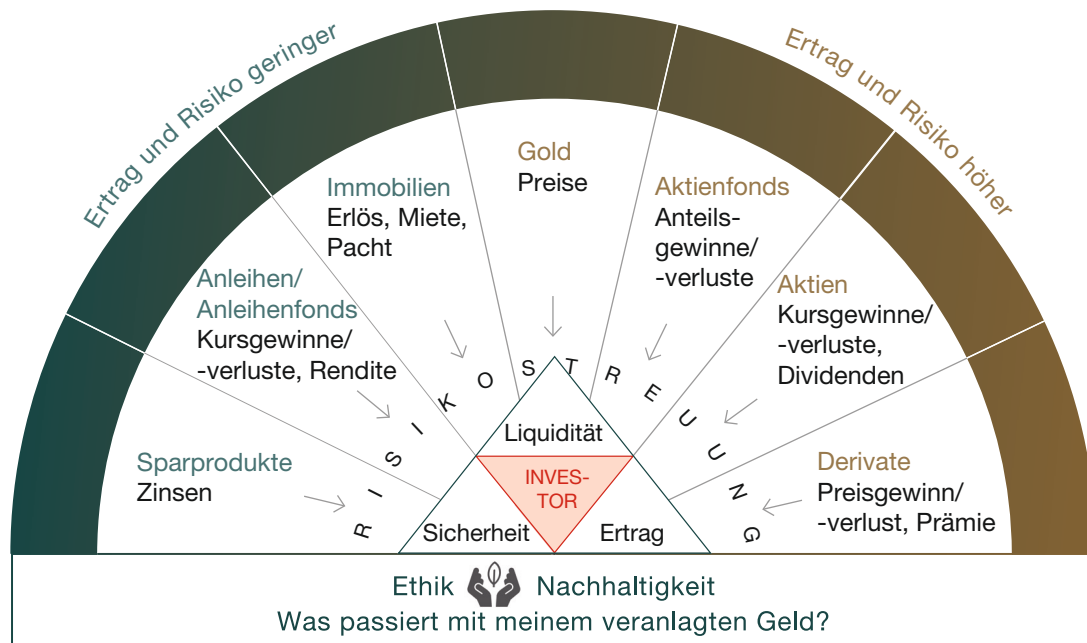 Ertrag und Risiko geringer
Ertrag und Risiko höher
Sparprodukte
Zinsen
Anleihen/
Anleihenfonds
Kursgewinne/
-verluste, Rendite
Immobilien
Erlös, Miete,
Pacht
Gold
Preise
Aktienfonds
Anteils-
gewinne/
-verluste
Aktien
Kursgewinne/
-verluste,
Dividenden
Derivate
Preisgewinn/
-verlust, Prämie
RISIKOSTREUUNG
Liquidität
INVES-
TOR
Sicherheit
Ertrag
Ethik Nachhaltigkeit
Was passiert mit meinem veranlagten Geld?